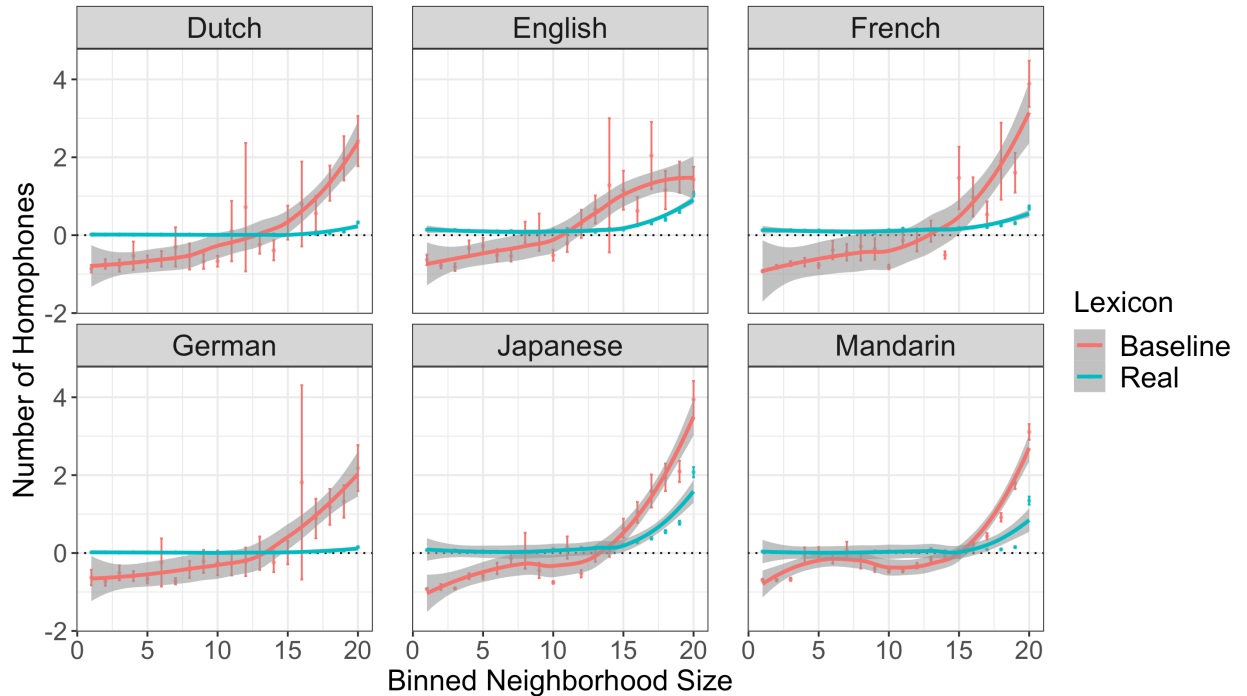 Dutch
English
French
4
2
0
-2
German
Japanese
Mandarin
4
2
0
-2
0 5 10 15 20
0 5 10 15 20
0 5 10 15 20
Number of Homophones
Binned Neighborhood Size
Lexicon
Baseline
Real